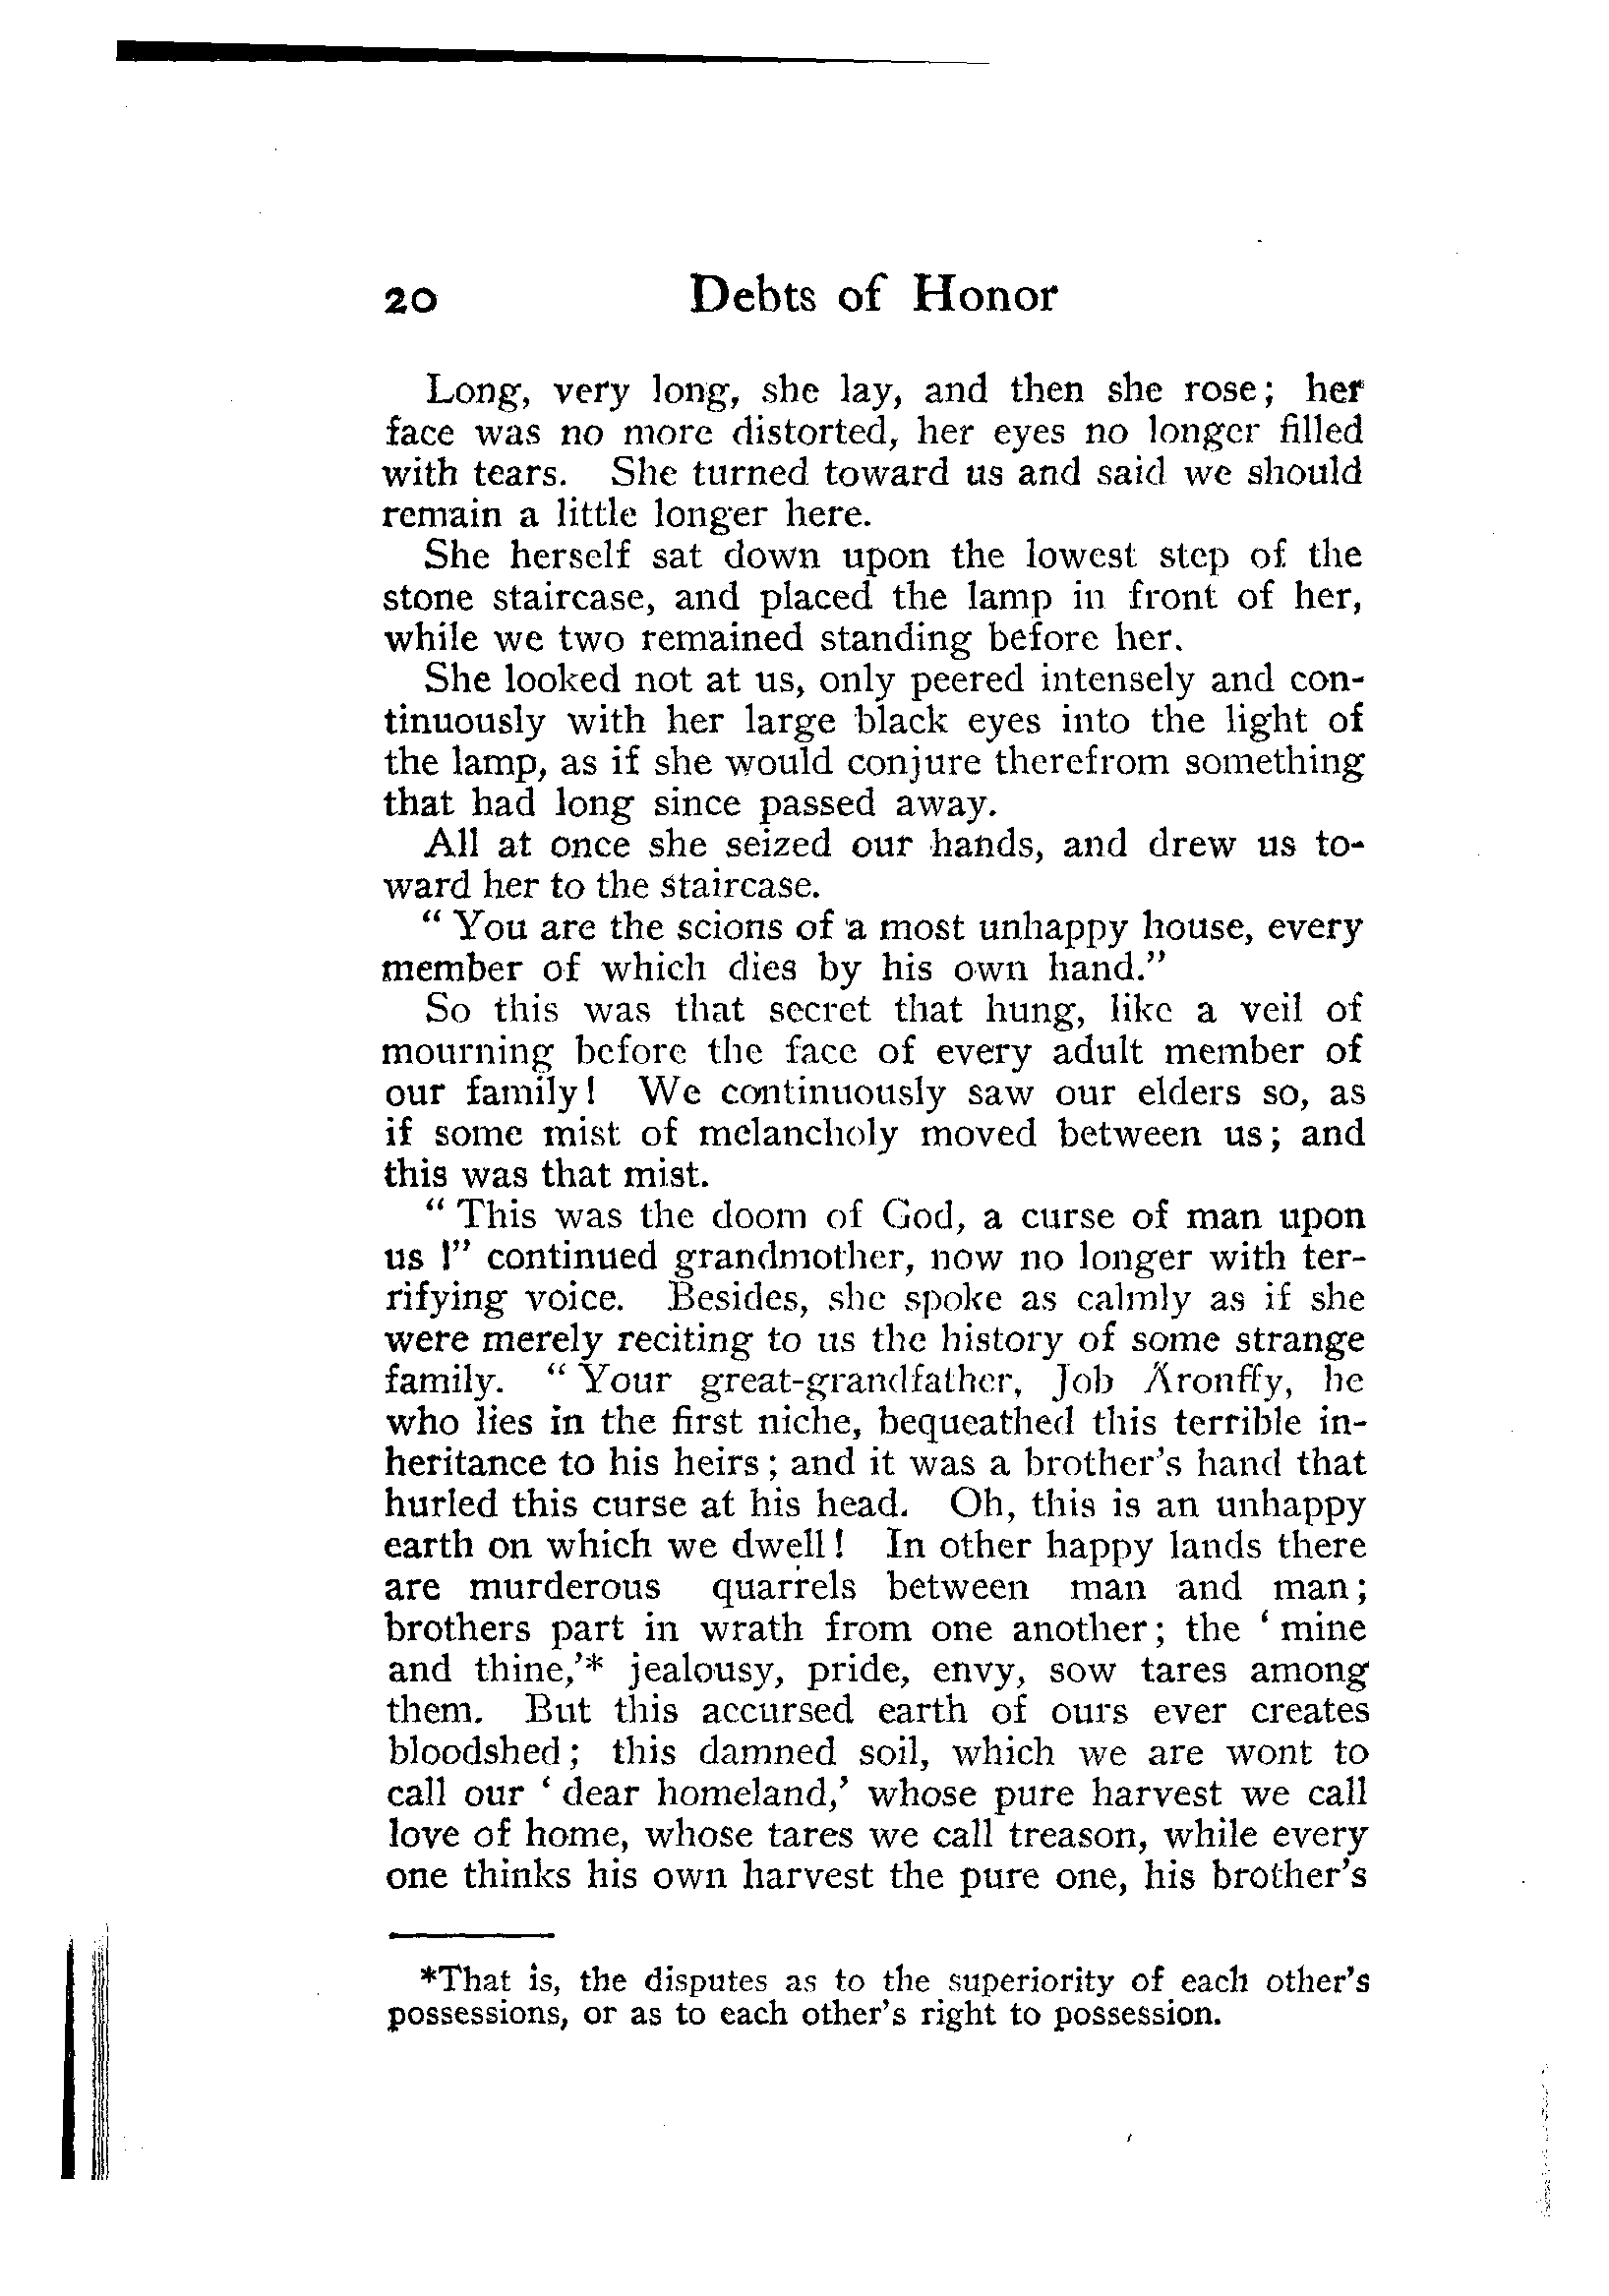 20 Debts of Honor
Long, very long, she lay, and then she rose; her
face was no more distorted, her eyes no longer filled
with tears. She turned toward us and said we should
remain a little longer here.
She herself sat down upon the lowest step of the
stone staircase, and placed the lamp in front of her,
while we two remained standing before her.
She looked not at us, only peered intensely and con-
tinuously with her large black eyes into the light of
the lamp, as if she would conjure therefrom something
that had long since passed away.
All at once she seized our hands, and drew us to-
ward her to the staircase.
" You are the scions of a most unhappy house, every
member of which dies by his own hand."
So this was that secret that hung, like a veil of
mourning before the face of every adult member of
our family! We continuously saw our elders so, as
if some mist of melancholy moved between us; and
this was that mist.
" This was the doom of God, a curse of man upon
us !" continued grandmother, now no longer with ter-
rifying voice. Besides, she spoke as calmly as if she
were merely reciting to us the history of some strange
family. " Your great-grandfather, Job Áronffy, he
who lies in the first niche, bequeathed this terrible in-
heritance to his heirs; and it was a brother's hand that
hurled this curse at his head. Oh, this is an unhappy
earth on which we dwell! In other happy lands there
are murderous quarrels between man and man;
brothers part in wrath from one another; the ' mine
and thine,'* jealousy, pride, envy, sow tares among
them. But this accursed earth of ours ever creates
bloodshed; this damned soil, which we are wont to
call our ' dear homeland,' whose pure harvest we call
love of home, whose tares we call treason, while every
one thinks his own harvest the pure one, his brother's
*That is, the disputes as to the superiority of each other's
possessions, or as to each other's right to possession.